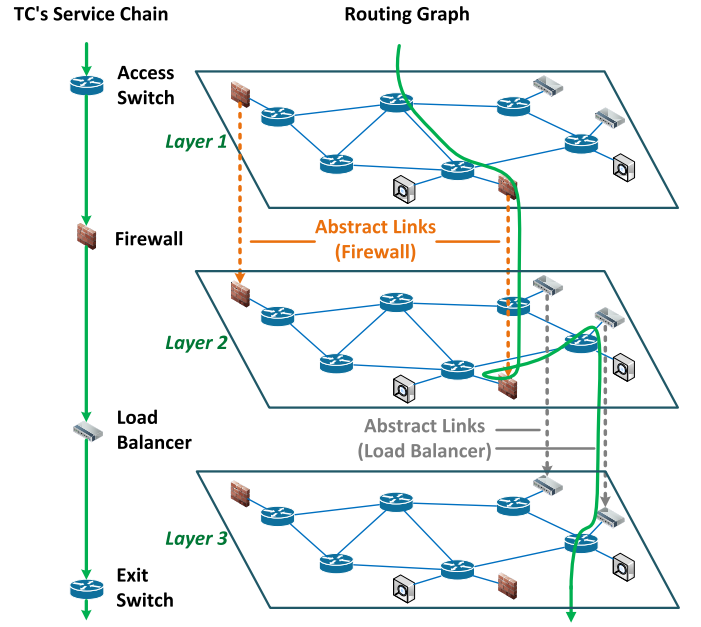 TC's Service Chain
Routing Graph
Access
Switch
Layer 1
Firewall
Abstract Links
(Firewall)
Layer 2
Load
Balancer
Abstract Links
(Load Balancer)
Layer 3
Exit
Switch